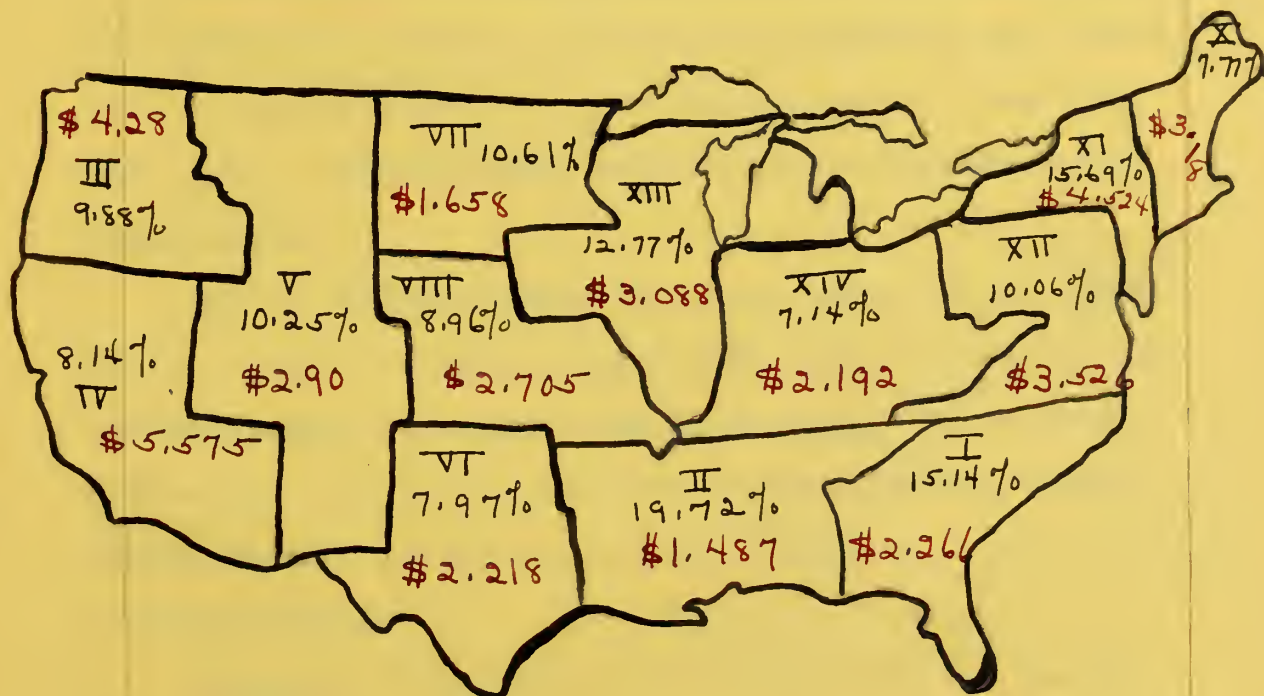 $4.28
III
9.88%
8.14%
IV
$5.575
V
10.25%
$2.90
VII 10.61%
$1.658
VIII
8.96%
$2.705
VI
7.97%
$2.218
XIII
12.77%
$3.088
II
19.72%
$1.487
XIV
7.14%
$2.192
I
15.14%
$2.266
XII
10.06%
$3.526
XI
15.69%
$4.524
X
7.777
$3.
18